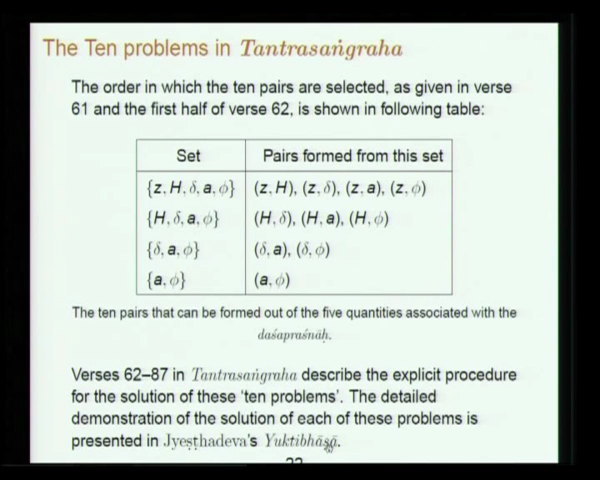 The Ten problems in Tantrasaṅgraha
The order in which the ten pairs are selected, as given in verse
61 and the first half of verse 62, is shown in following table:
Set Pairs formed from this set
{z, H, δ, a, ϕ} (z, H), (z, δ), (z, a), (z, ϕ)
{H, δ, a, ϕ} (H, δ), (H, a), (H, ϕ)
{δ, a, ϕ} (δ, a), (δ, ϕ)
{a, ϕ} (a, ϕ)
The ten pairs that can be formed out of the five quantities associated with the
daśapraśnāḥ.
Verses 62–87 in Tantrasaṅgraha describe the explicit procedure
for the solution of these ‘ten problems’. The detailed
demonstration of the solution of each of these problems is
presented in Jyeṣṭhadeva’s Yuktibhāṣā.